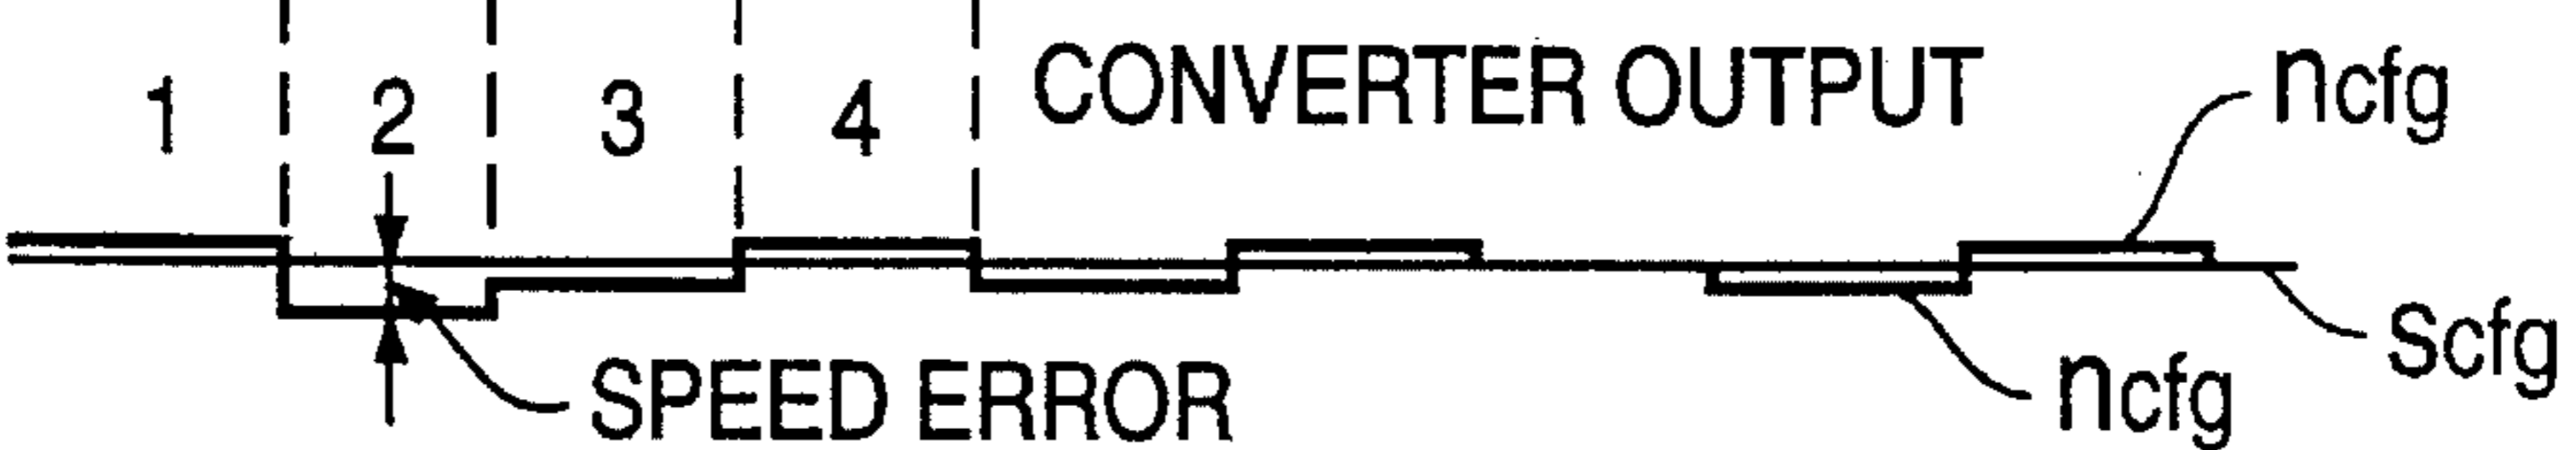 1 2 3 4 CONVERTER OUTPUT ncfg
SPEED ERROR ncfg scfg